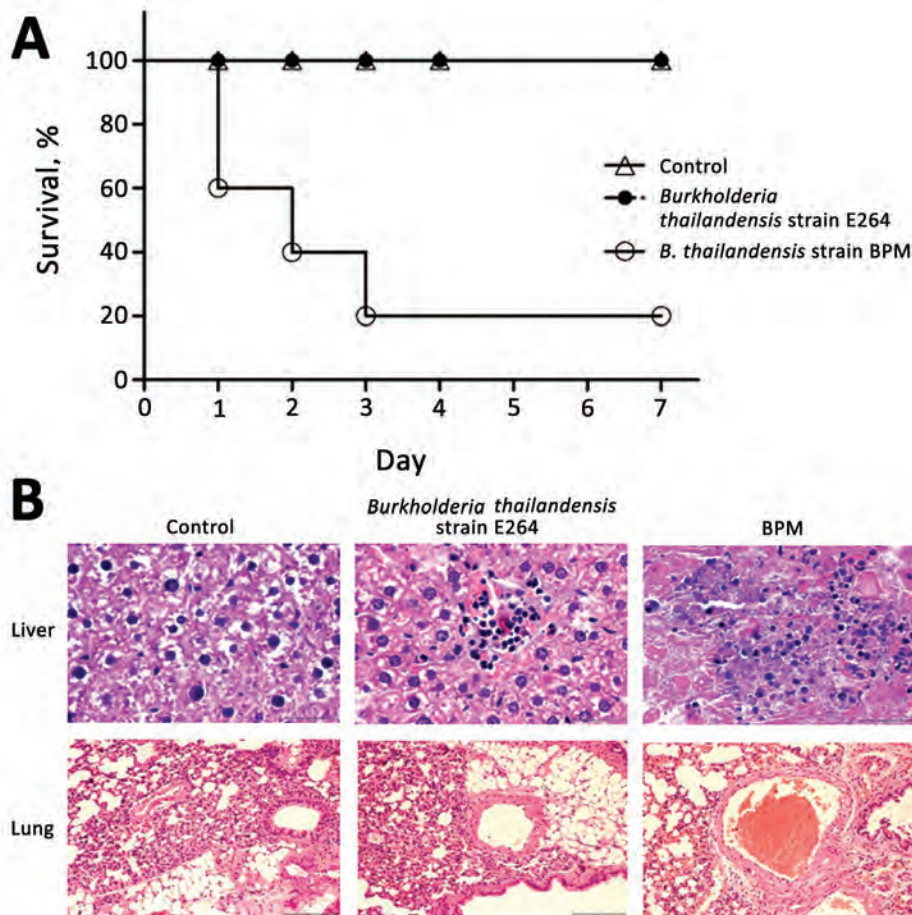 A
100
80
60
40
20
0
Survival, %
0 1 2 3 4 5 6 7
Day
Control
Burkholderia
thailandensis strain E264
B. thailandensis strain BPM
B
Control
Burkholderia thailandensis
strain E264
BPM
Liver
Lung